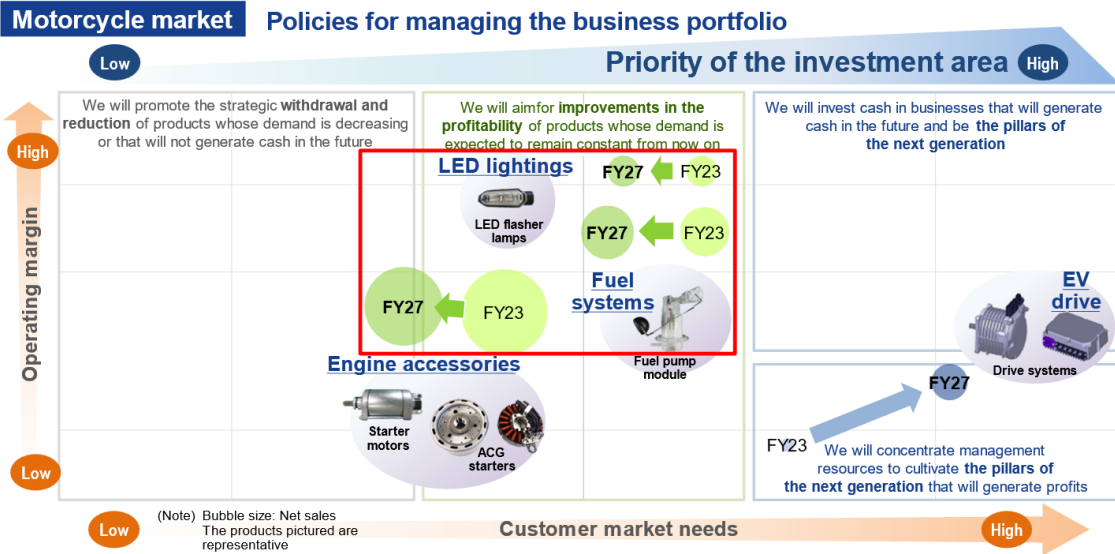 Motorcycle market
Policies for managing the business portfolio
Low
Priority of the investment area
High
We will promote the strategic withdrawal and
reduction of products whose demand is decreasing
or that will not generate cash in the future
We will aimfor improvements in the
profitability of products whose demand is
expected to remain constant from now on
We will invest cash in businesses that will generate
cash in the future and be the pillars of
the next generation
High
Operating margin
Low
LED lightings
LED flasher
lamps
FY27
FY23
FY27
FY23
Fuel
systems
Fuel pump
module
FY27
FY23
Engine accessories
Starter
motors
ACG
starters
EV
drive
Drive systems
FY27
FY23
We will concentrate management
resources to cultivate the pillars of
the next generation that will generate profits
Low
(Note) Bubble size: Net sales
The products pictured are
representative
Customer market needs
High